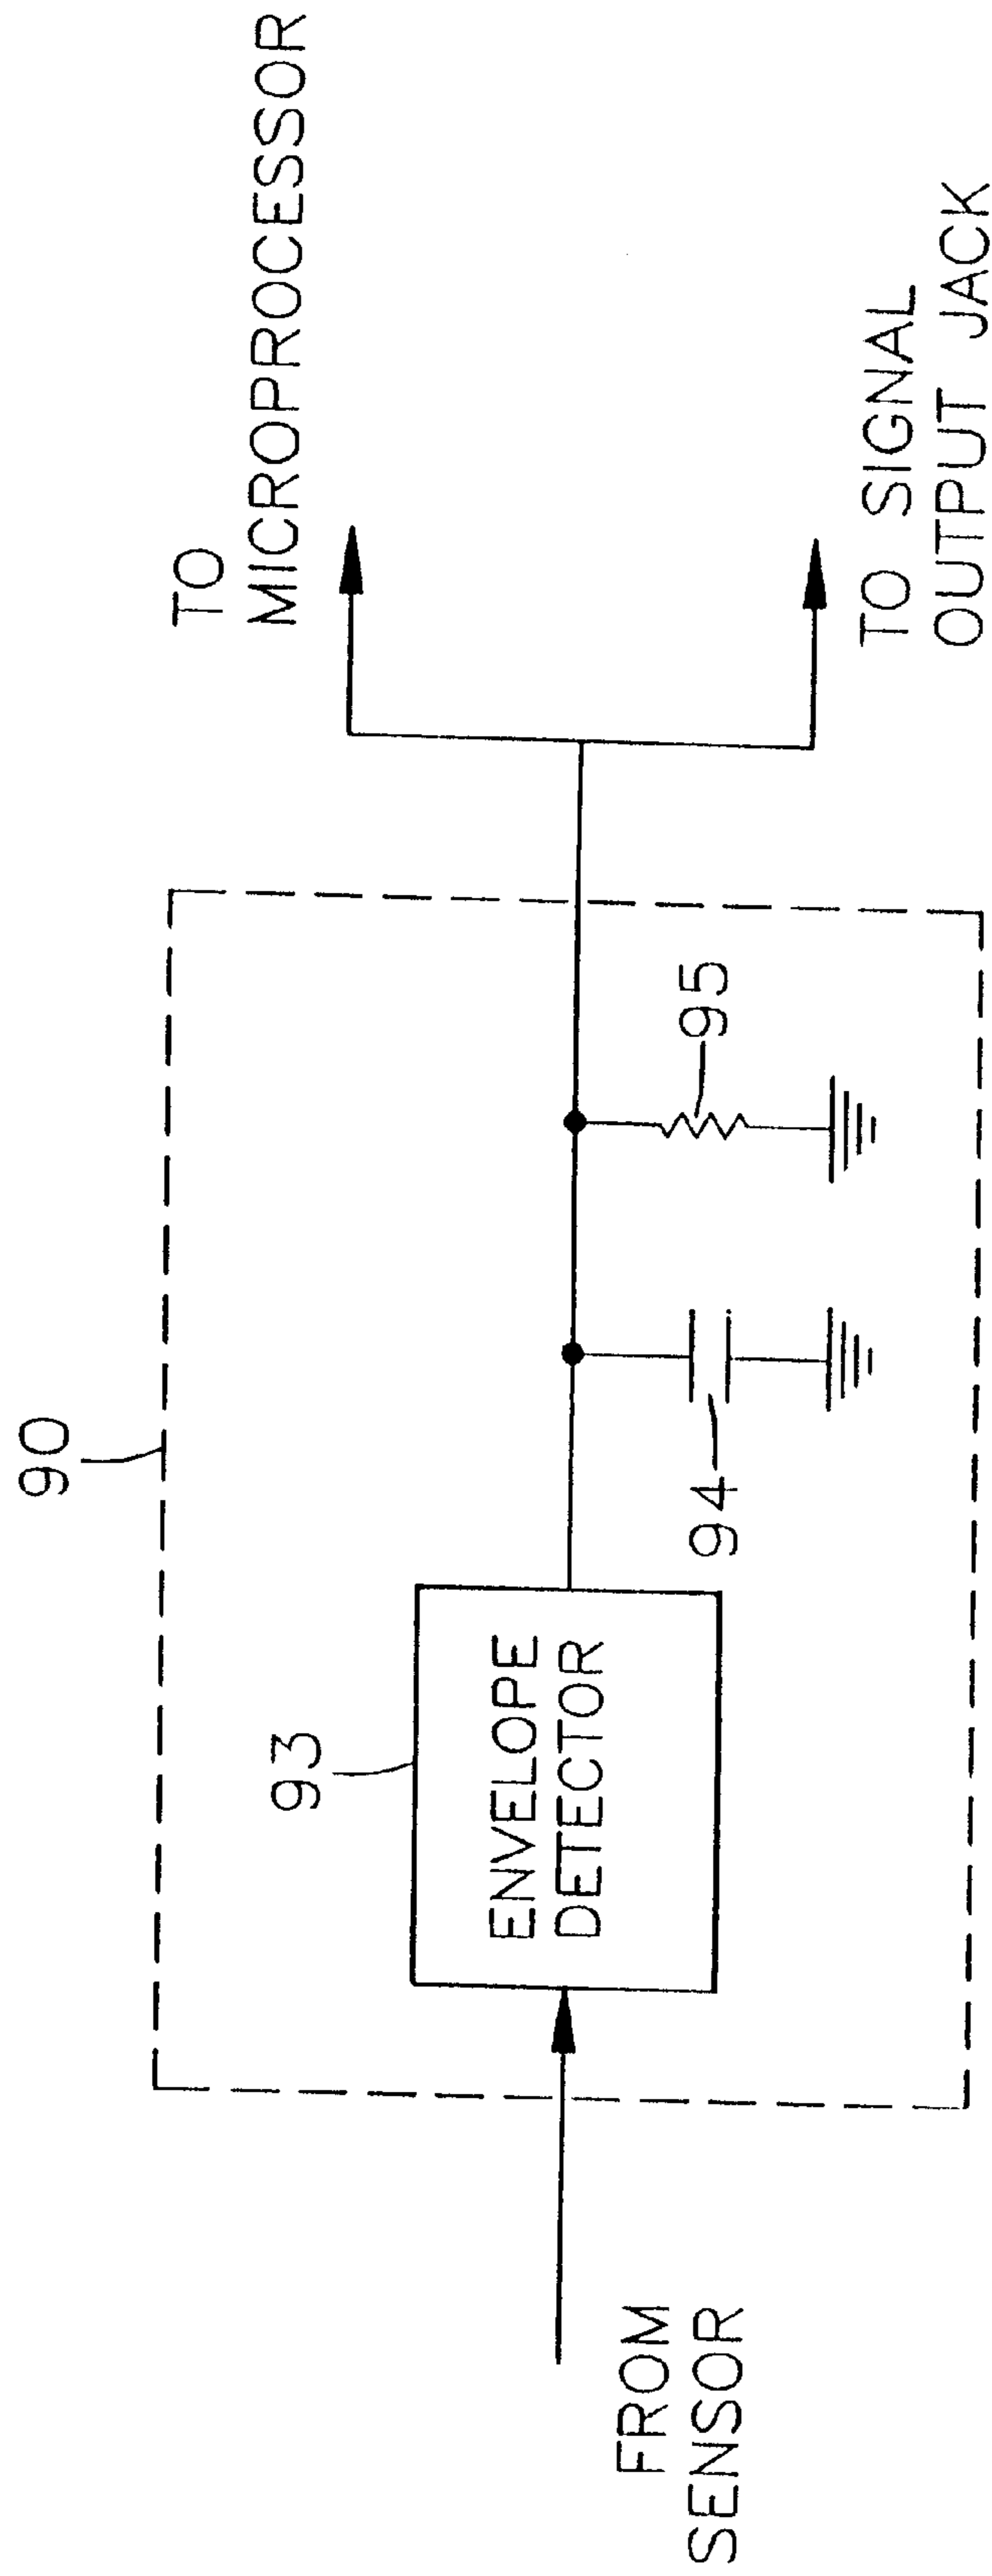 90
93
ENVELOPE
DETECTOR
94
95
FROM
SENSOR
TO
MICROPROCESSOR
TO SIGNAL
OUTPUT JACK